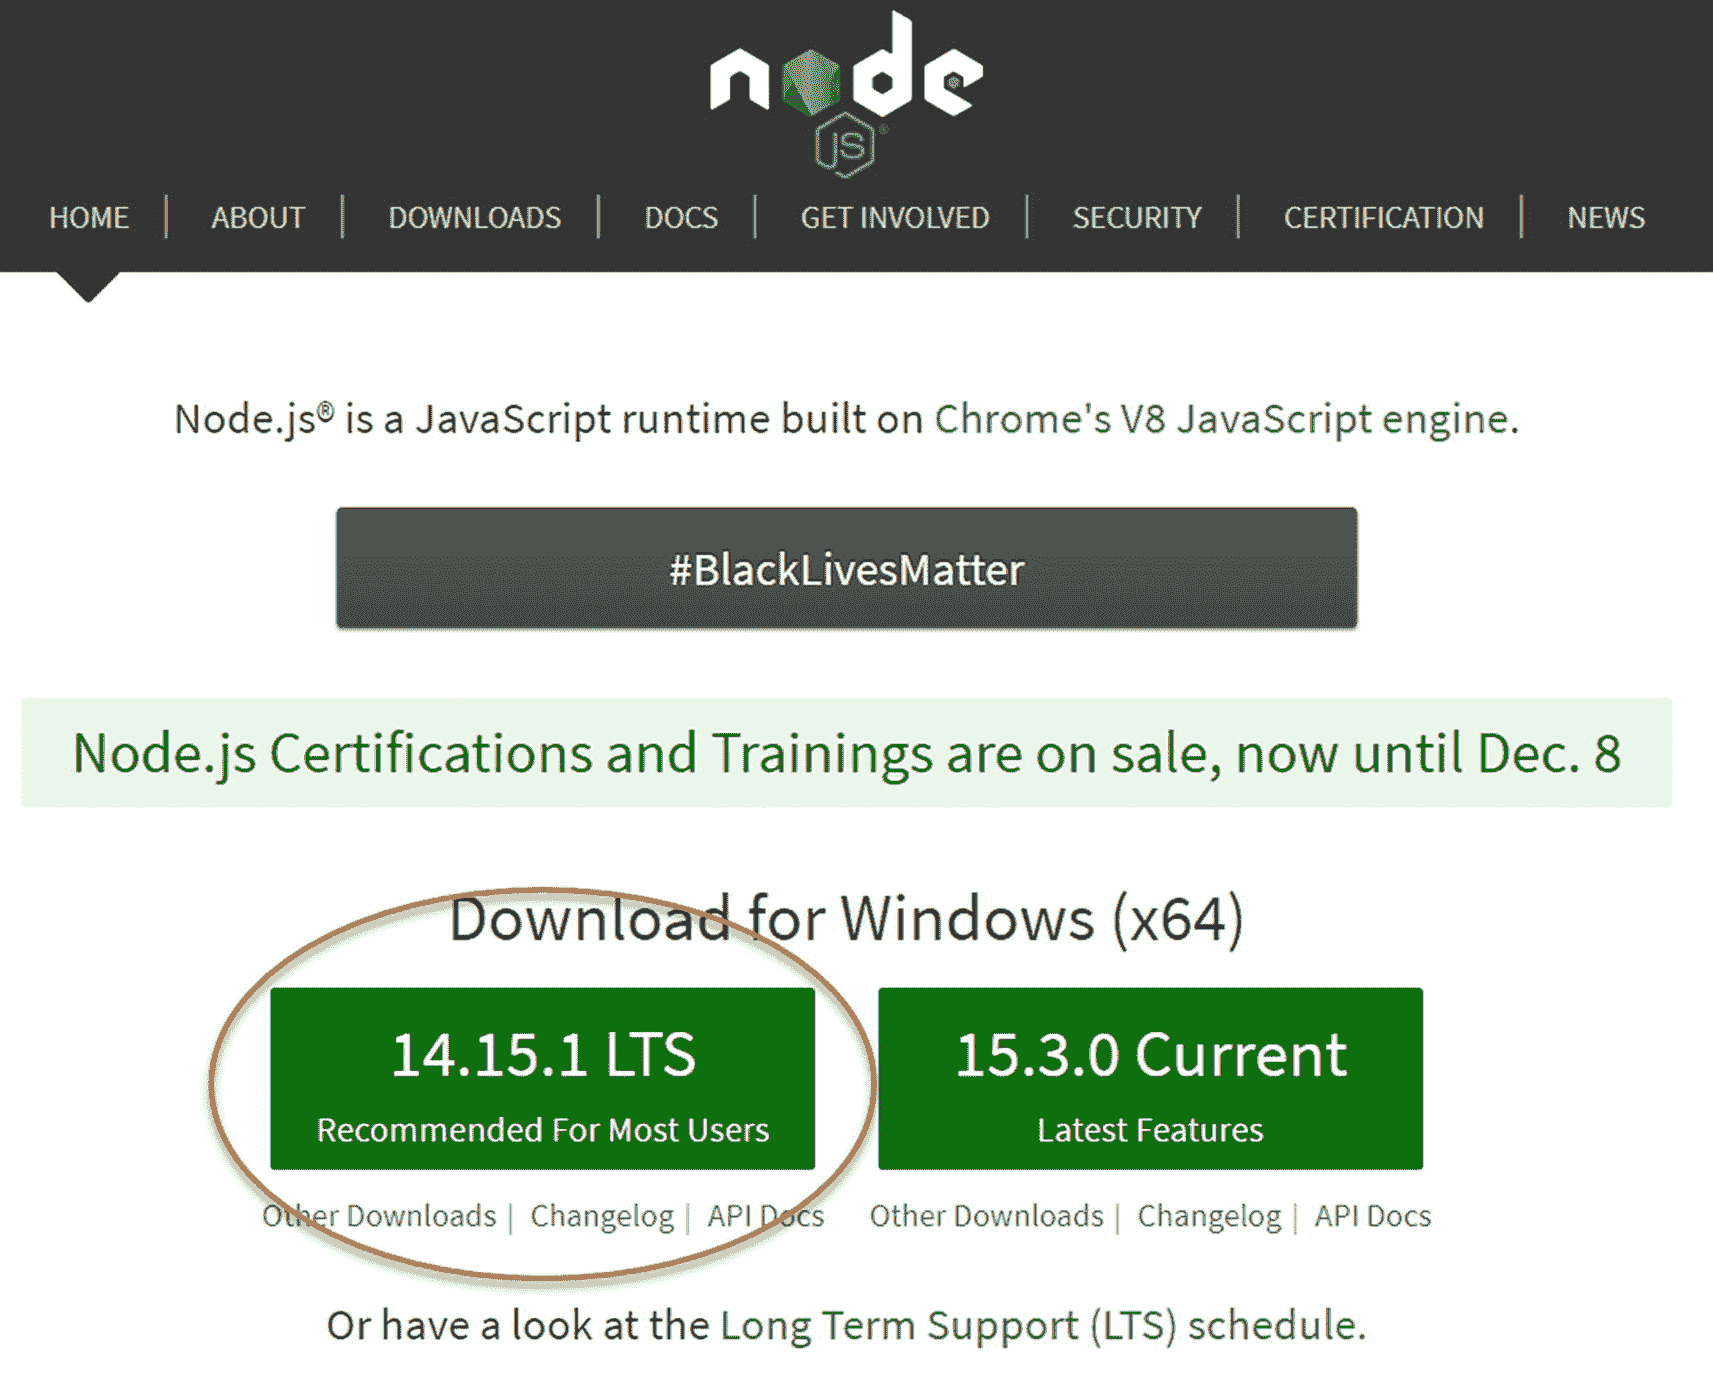 node
JS®
HOME | ABOUT | DOWNLOADS | DOCS | GET INVOLVED | SECURITY | CERTIFICATION | NEWS
Node.js® is a JavaScript runtime built on Chrome's V8 JavaScript engine.
#BlackLivesMatter
Node.js Certifications and Trainings are on sale, now until Dec. 8
Download for Windows (x64)
14.15.1 LTS
Recommended For Most Users
Other Downloads | Changelog | API Docs
15.3.0 Current
Latest Features
Other Downloads | Changelog | API Docs
Or have a look at the Long Term Support (LTS) schedule.